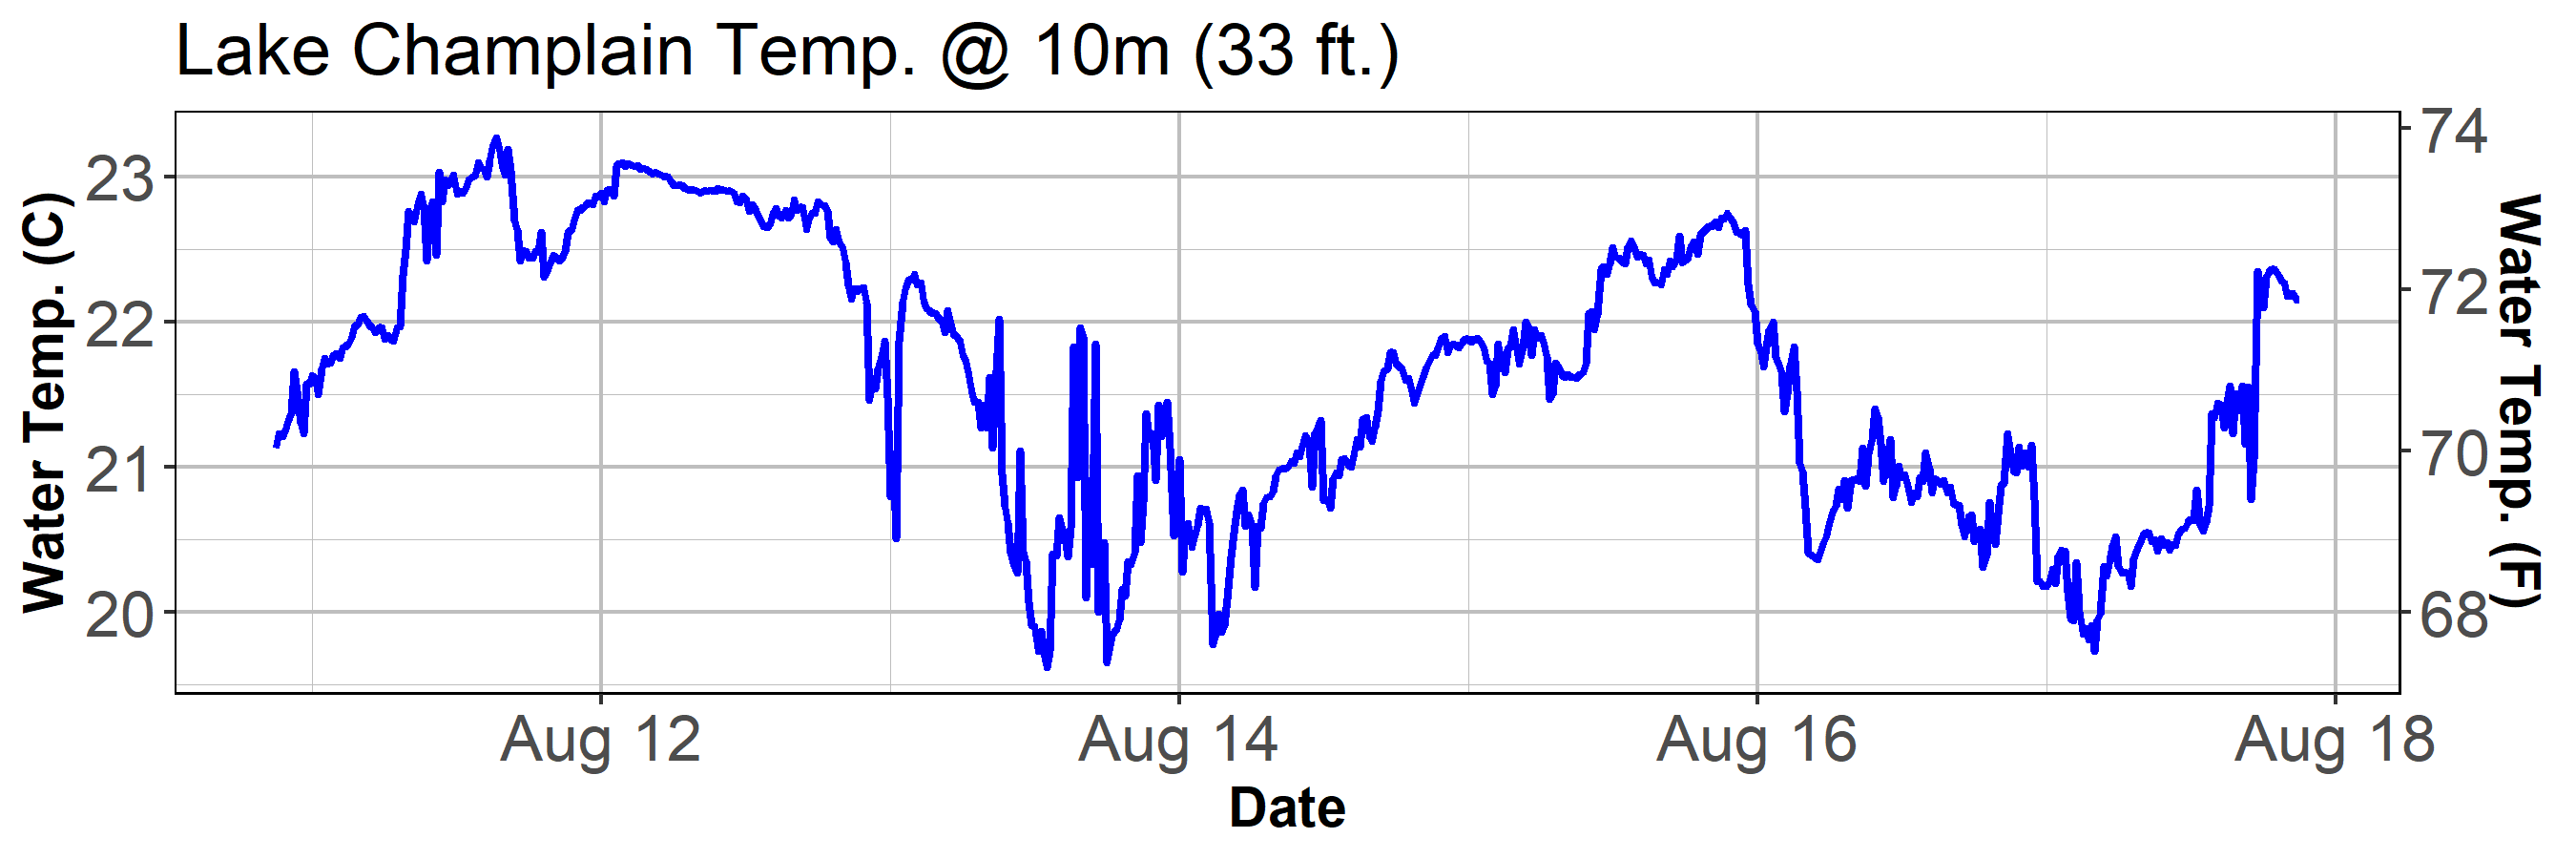 Lake Champlain Temp. @ 10m (33 ft.)
Water Temp. (C)
23
22
21
20
74
72
70
68
Water Temp. (F)
Aug 12 Aug 14 Aug 16 Aug 18
Date